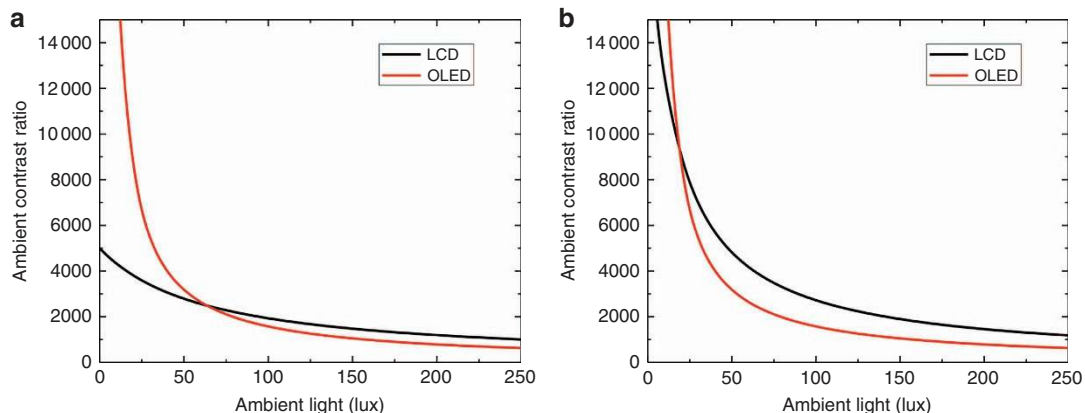 a
14 000
12 000
10 000
8000
6000
4000
2000
0
Ambient contrast ratio
LCD
OLED
0 50 100 150 200 250
Ambient light (lux)
b
14 000
12 000
10 000
8000
6000
4000
2000
0
Ambient contrast ratio
LCD
OLED
0 50 100 150 200 250
Ambient light (lux)